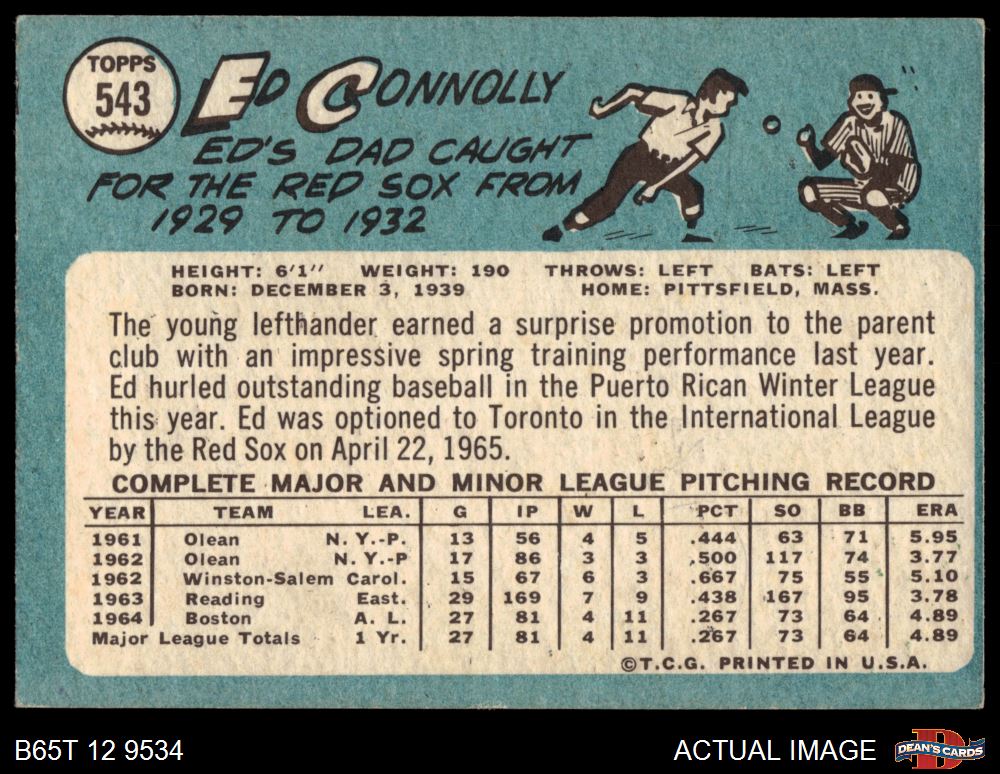 TOPPS
543
ED CONNOLLY
ED'S DAD CAUGHT
FOR THE RED SOX FROM
1929 TO 1932
HEIGHT: 6'1" WEIGHT: 190 THROWS: LEFT BATS: LEFT
BORN: DECEMBER 3, 1939 HOME: PITTSFIELD, MASS.
The young lefthander earned a surprise promotion to the parent
club with an impressive spring training performance last year.
Ed hurled outstanding baseball in the Puerto Rican Winter League
this year. Ed was optioned to Toronto in the International League
by the Red Sox on April 22, 1965.
COMPLETE MAJOR AND MINOR LEAGUE PITCHING RECORD
YEAR TEAM LEA. G IP W L PCT SO BB ERA
1961 Olean N. Y.-P. 13 56 4 5 .444 63 71 5.95
1962 Olean N. Y.-P 17 86 3 3 .500 117 74 3.77
1962 Winston-Salem Carol. 15 67 6 3 .667 75 55 5.10
1963 Reading East. 29 169 7 9 .438 167 95 3.78
1964 Boston A. L. 27 81 4 11 .267 73 64 4.89
Major League Totals 1 Yr. 27 81 4 11 .267 73 64 4.89
©T.C.G. PRINTED IN U.S.A.
B65T 12 9534 ACTUAL IMAGE D DEAN'S CARDS